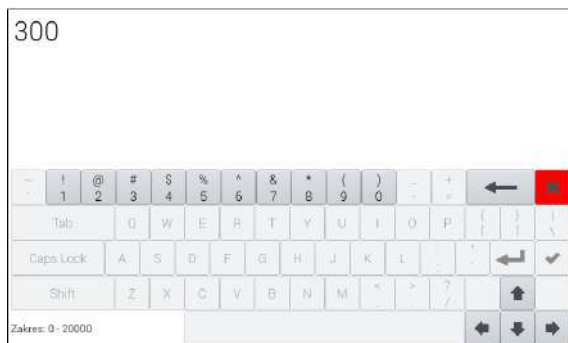 300
~ ! @ # $ % ^ & * ( ) _ +
` 1 2 3 4 5 6 7 8 9 0 - =
Tab Q W E R T Y U I O P { } |
[ ] \
Caps Lock A S D F G H J K L : "
; '
Shift Z X C V B N M < > ?
, . /
Zakres: 0 - 20000